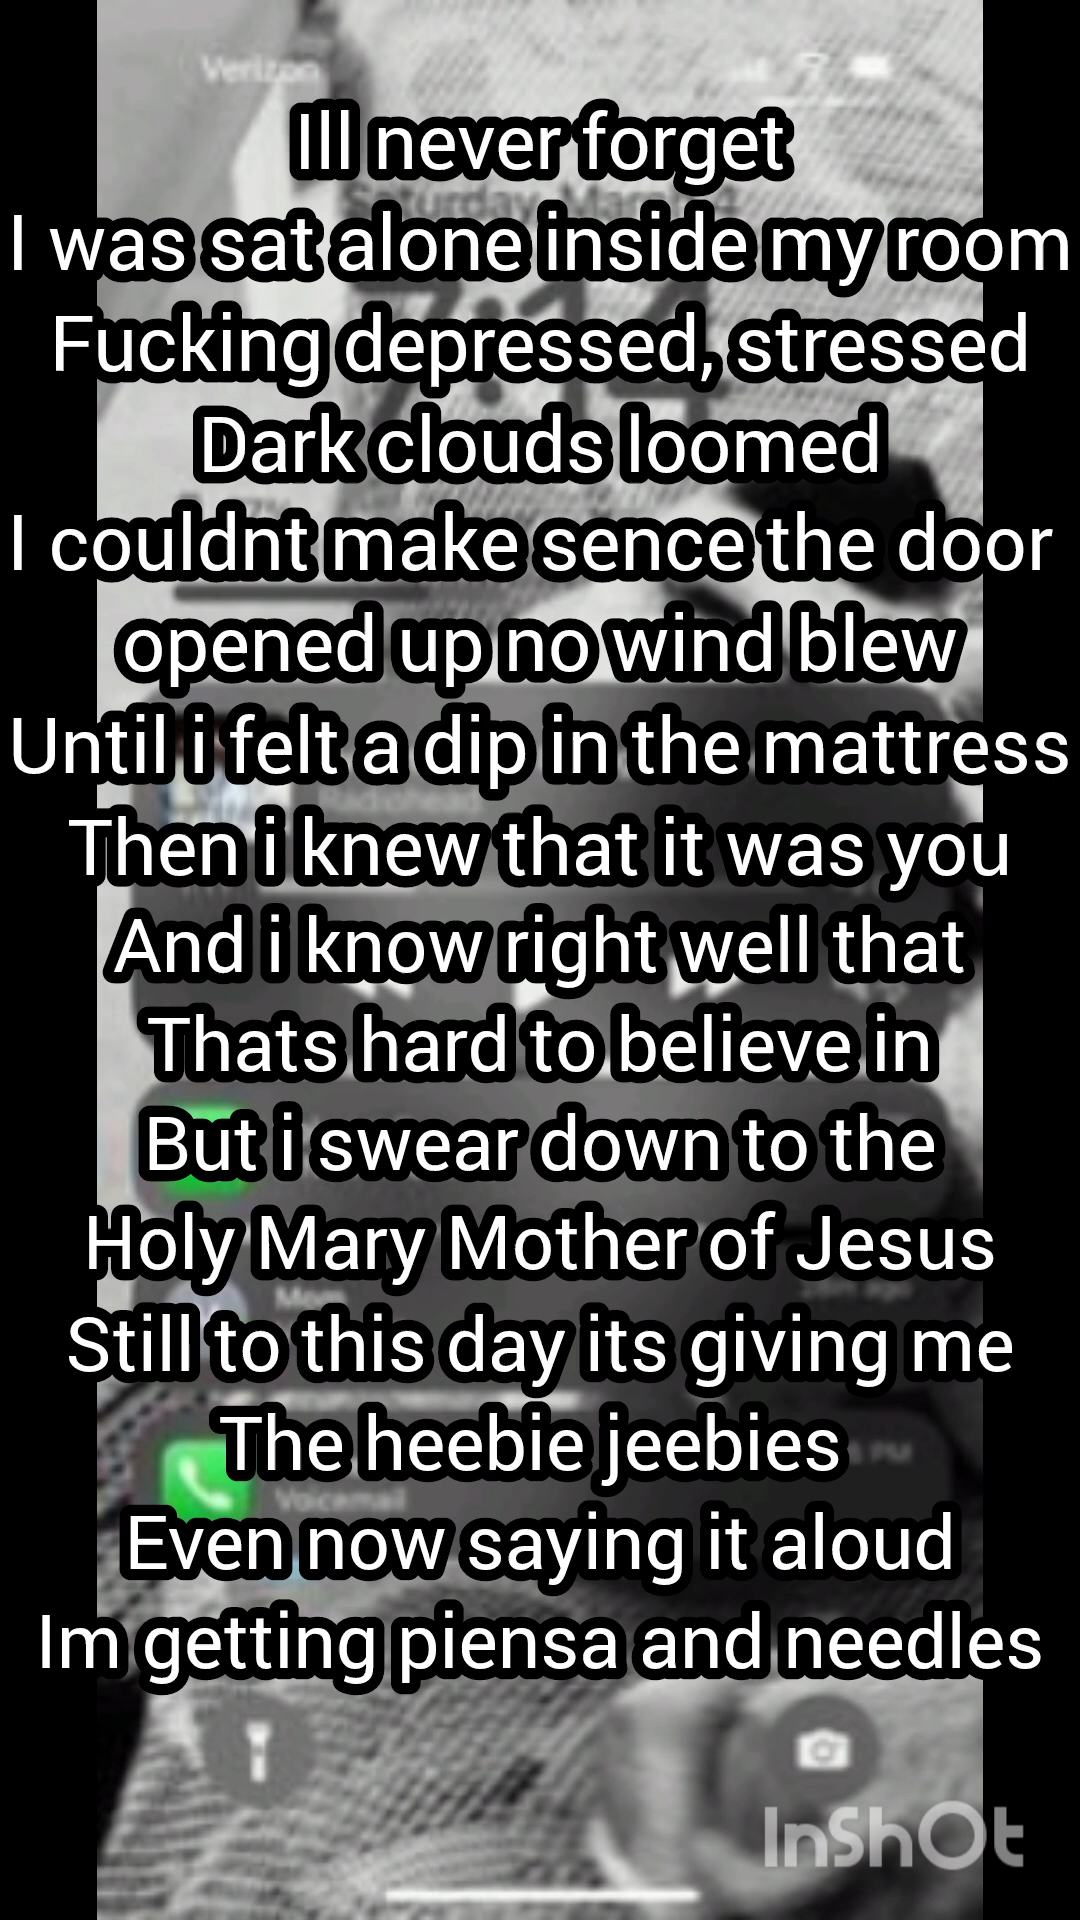 Verizon
Ill never forget
I was sat alone inside my room
Fucking depressed, stressed
Dark clouds loomed
I couldnt make sence the door
opened up no wind blew
Until i felt a dip in the mattress
Then i knew that it was you
And i know right well that
Thats hard to believe in
But i swear down to the
Holy Mary Mother of Jesus
Mom
Still to this day its giving me
The heebie jeebies
Voicemail
Even now saying it aloud
Im getting piensa and needles
InShOt